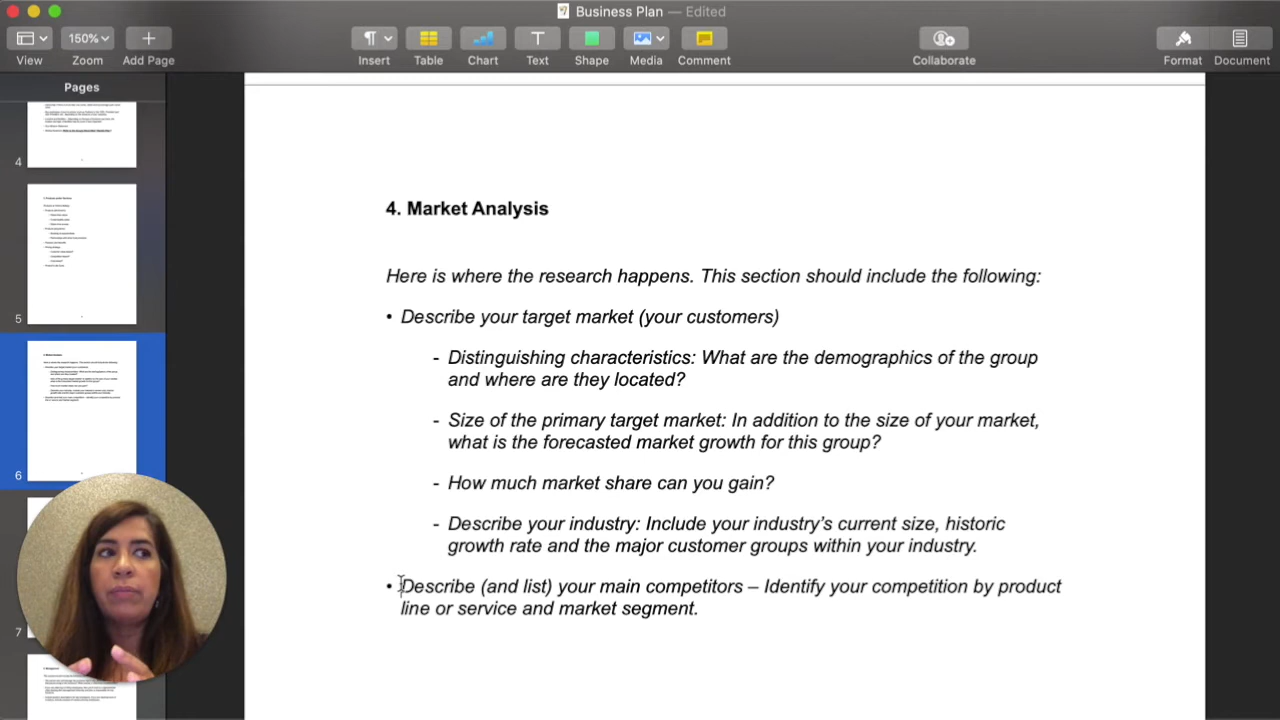 Business Plan — Edited
150%
View
Zoom
Add Page
Insert
Table
Chart
Text
Shape
Media
Comment
Collaborate
Format
Document
Pages
4
5
6
7
4. Market Analysis
Here is where the research happens. This section should include the following:
• Describe your target market (your customers)
- Distinguishing characteristics: What are the demographics of the group
and where are they located?
- Size of the primary target market: In addition to the size of your market,
what is the forecasted market growth for this group?
- How much market share can you gain?
- Describe your industry: Include your industry’s current size, historic
growth rate and the major customer groups within your industry.
• Describe (and list) your main competitors – Identify your competition by product
line or service and market segment.